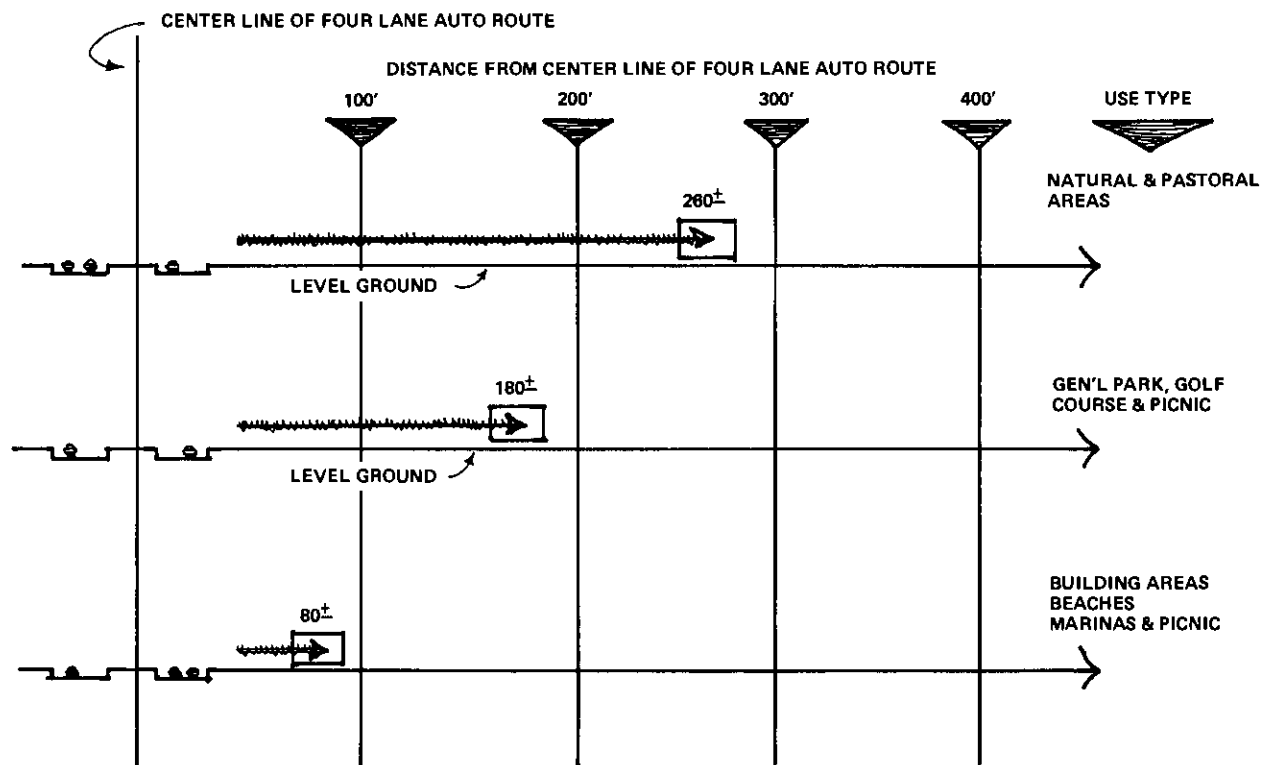 CENTER LINE OF FOUR LANE AUTO ROUTE
DISTANCE FROM CENTER LINE OF FOUR LANE AUTO ROUTE
100' 200' 300' 400' USE TYPE
NATURAL & PASTORAL
AREAS
260±
LEVEL GROUND
GEN'L PARK, GOLF
COURSE & PICNIC
180±
LEVEL GROUND
BUILDING AREAS
BEACHES
MARINAS & PICNIC
80±